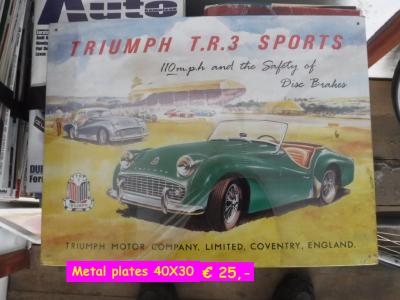 Auto
TRIUMPH T.R.3 SPORTS
110 m.p.h and the Safety of
Disc Brakes
TRIUMPH MOTOR COMPANY, LIMITED, COVENTRY, ENGLAND.
Metal plates 40X30
€ 25,-